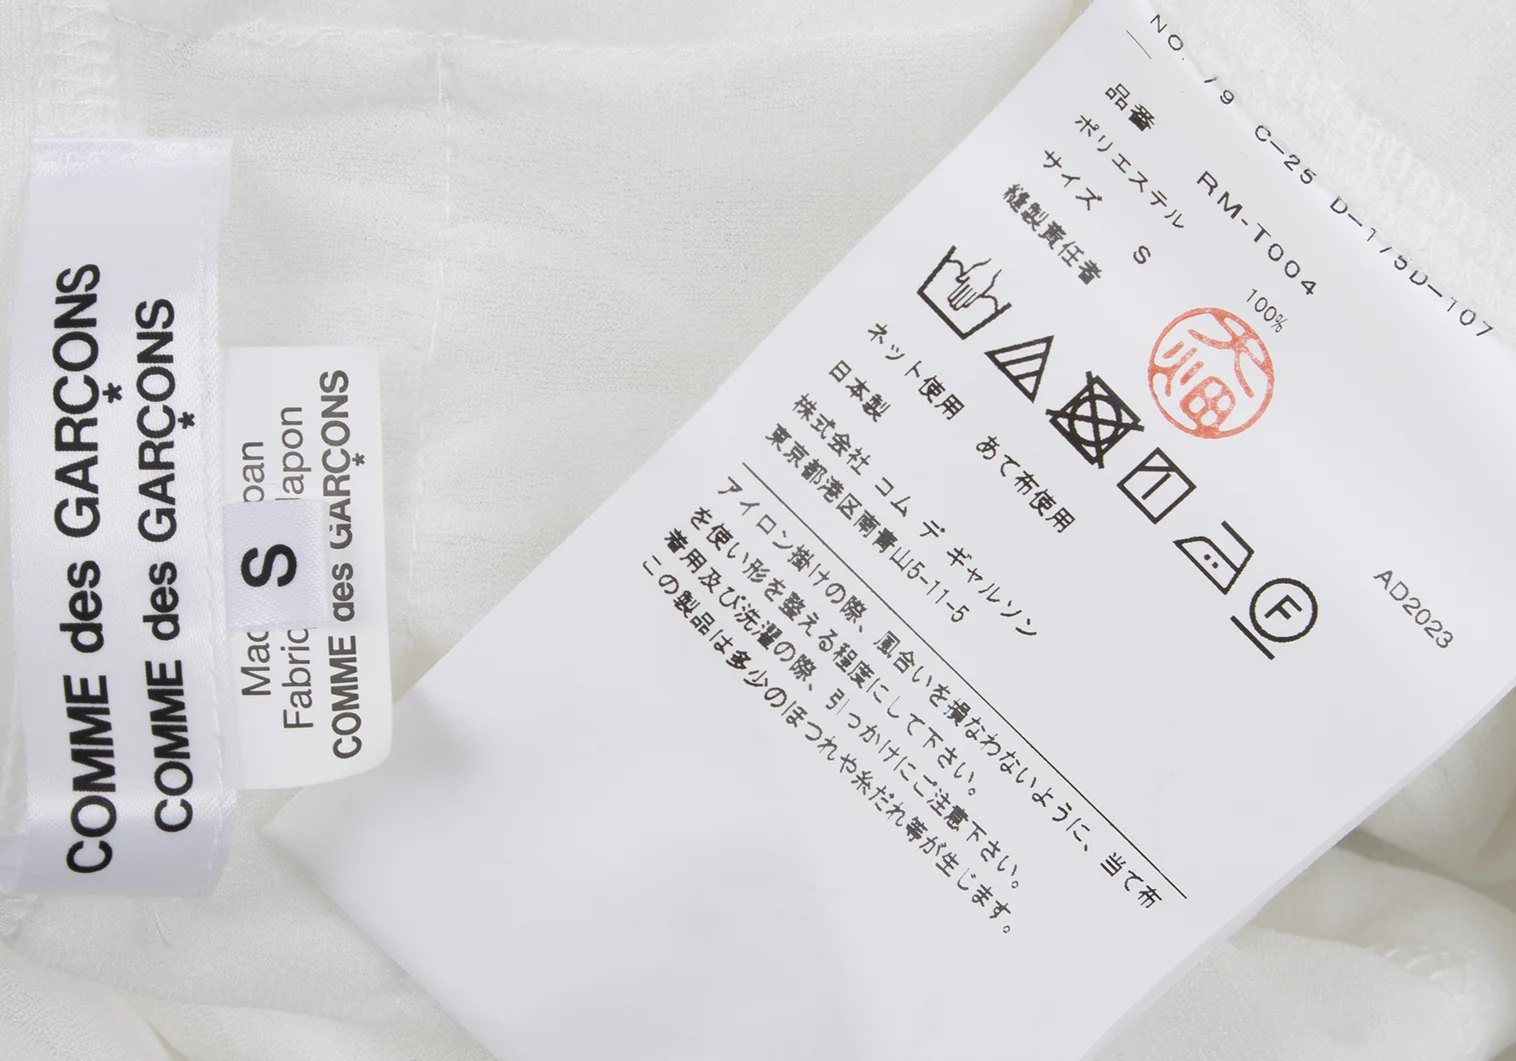 COMME des GARÇONS
*
COMME des GARÇONS
*
S
COMME des GARÇONS
*
NO. 79 C-25 D-175D-107
品番 RM-T004
ポリエステル 100%
サイズ S
縫製責任者
F
ネット使用 あて布使用
日本製
AD2023
株式会社 コム デ ギャルソン
東京都港区南青山5-11-5
アイロン掛けの際、風合いを損なわないように、当て布
を使い形を整える程度にして下さい。
着用及び洗濯の際、引っかけにご注意下さい。
この製品は多少のほつれや糸だれ等が生じます。